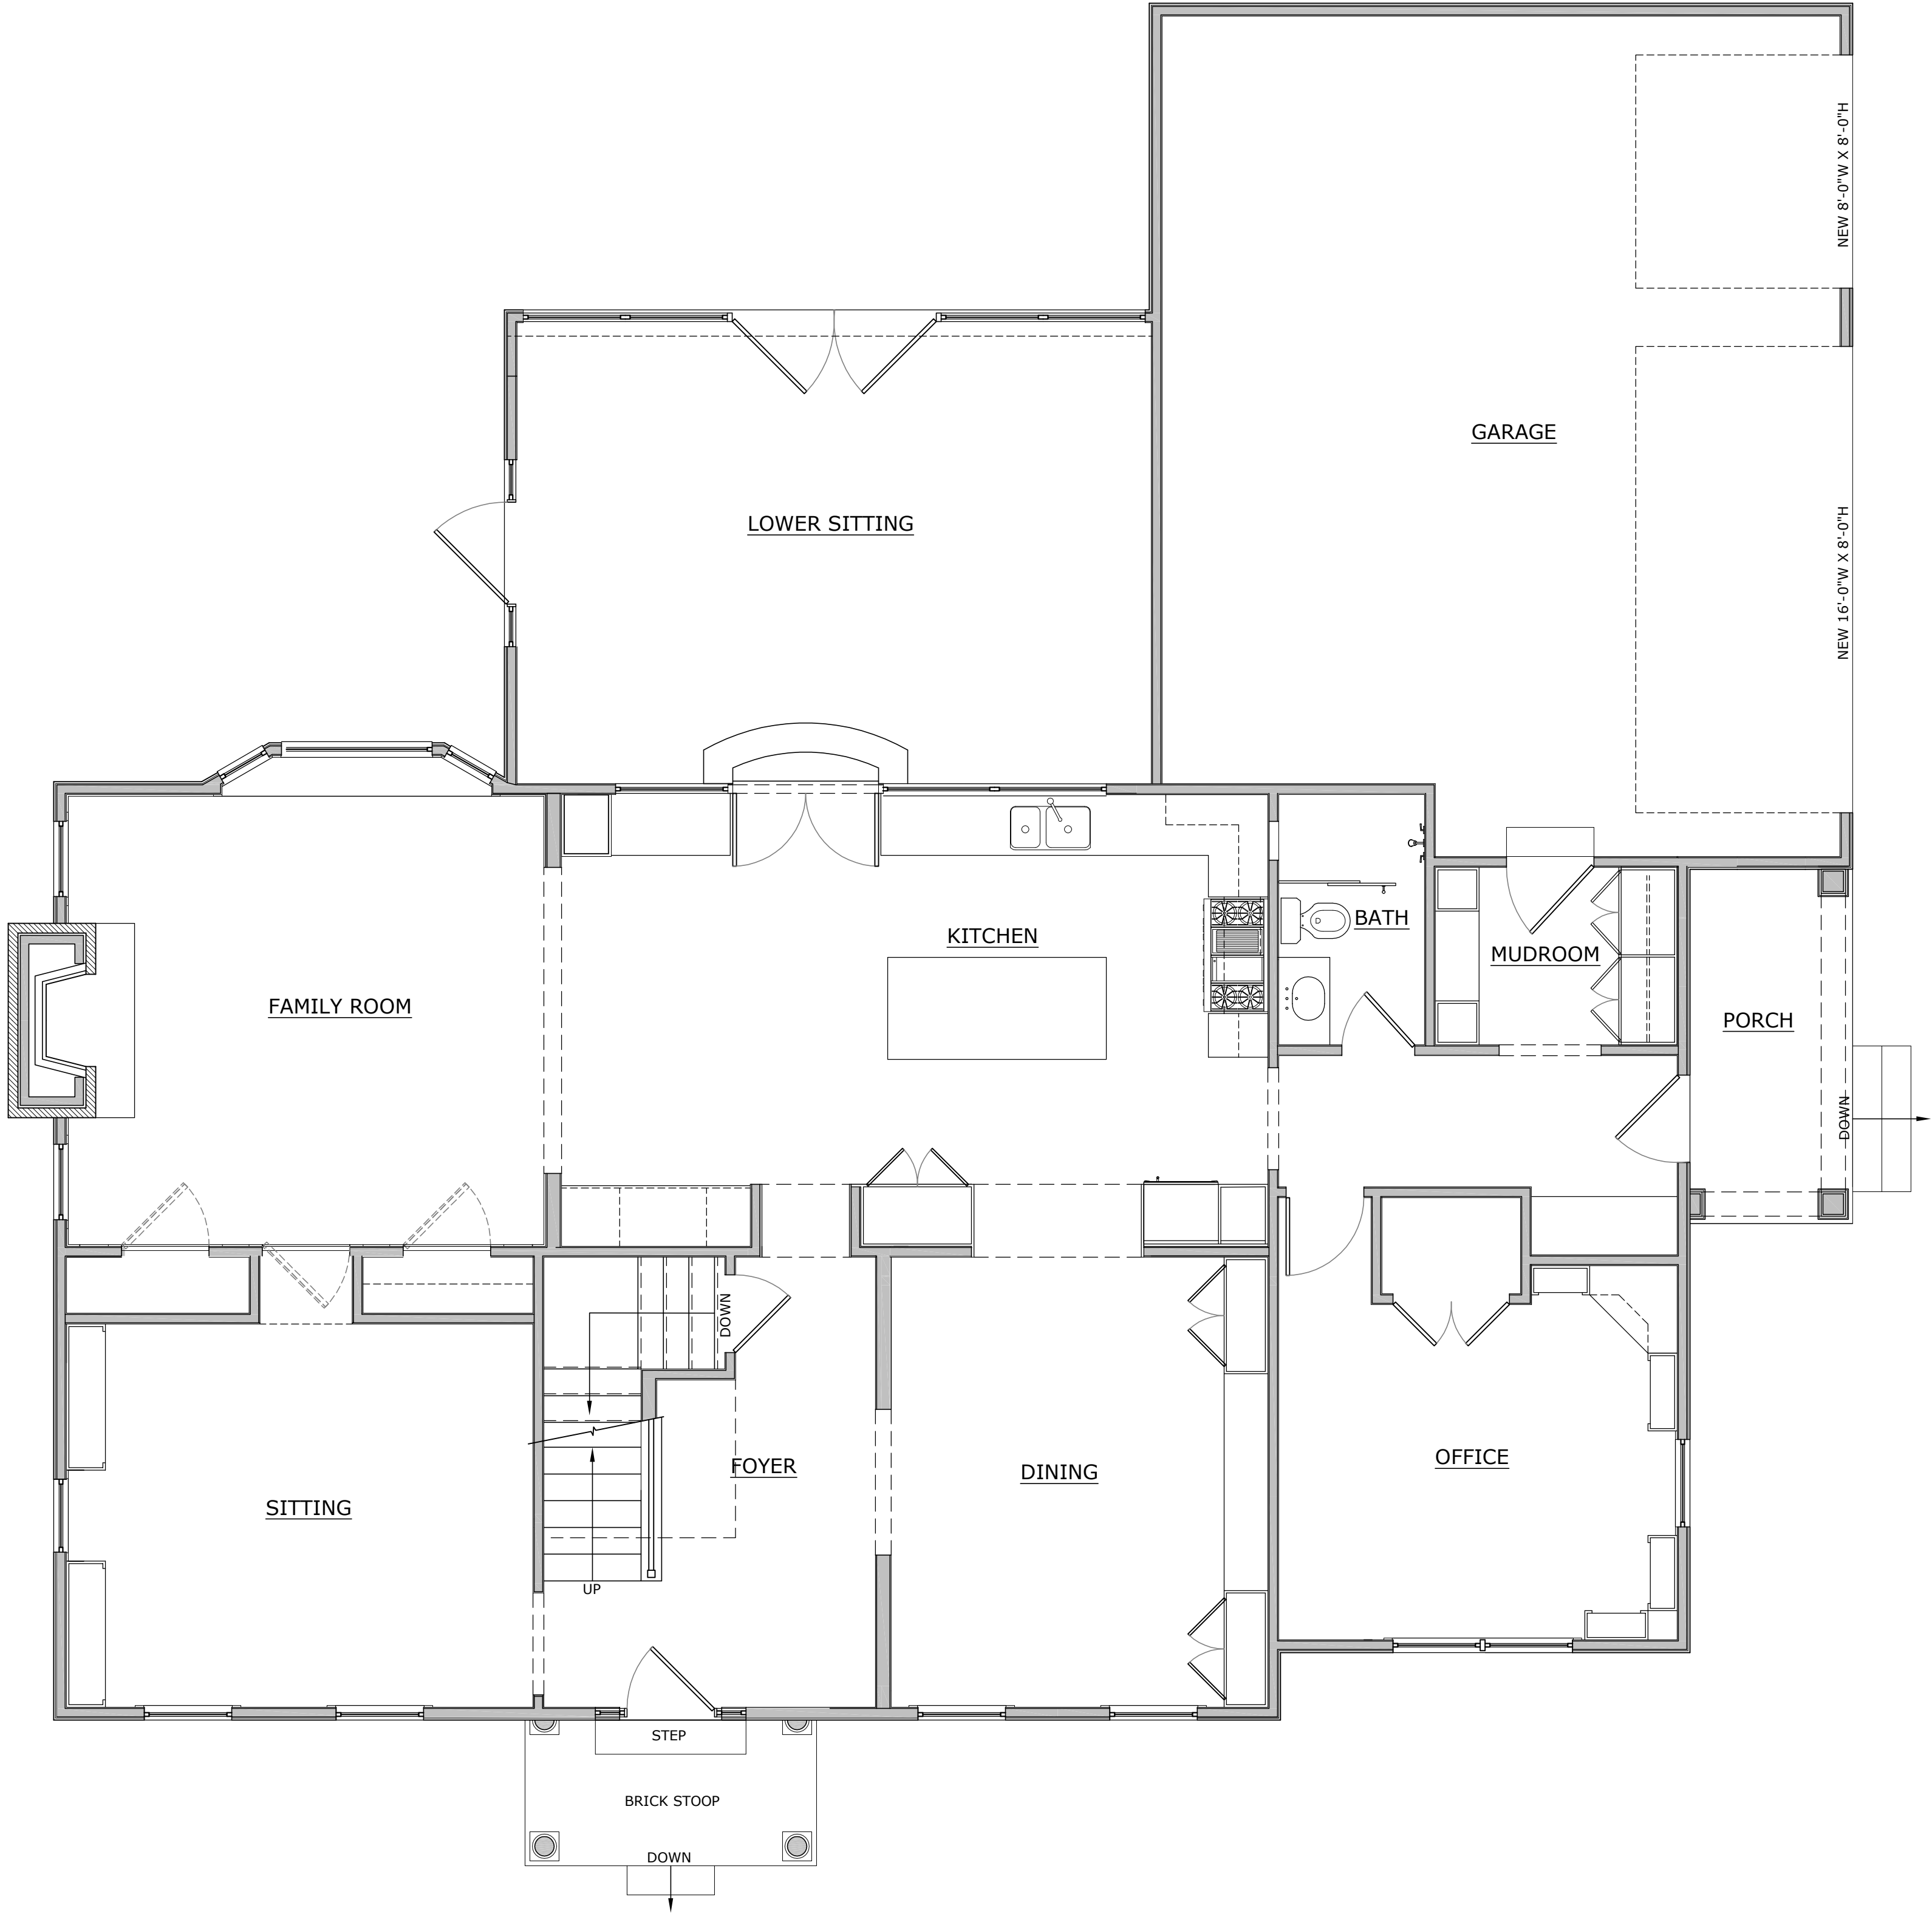 NEW 8'-0"W X 8'-0"H
GARAGE
LOWER SITTING
NEW 16'-0"W X 8'-0"H
BATH
KITCHEN
MUDROOM
FAMILY ROOM
PORCH
DOWN
DOWN
FOYER
OFFICE
DINING
SITTING
UP
STEP
BRICK STOOP
DOWN